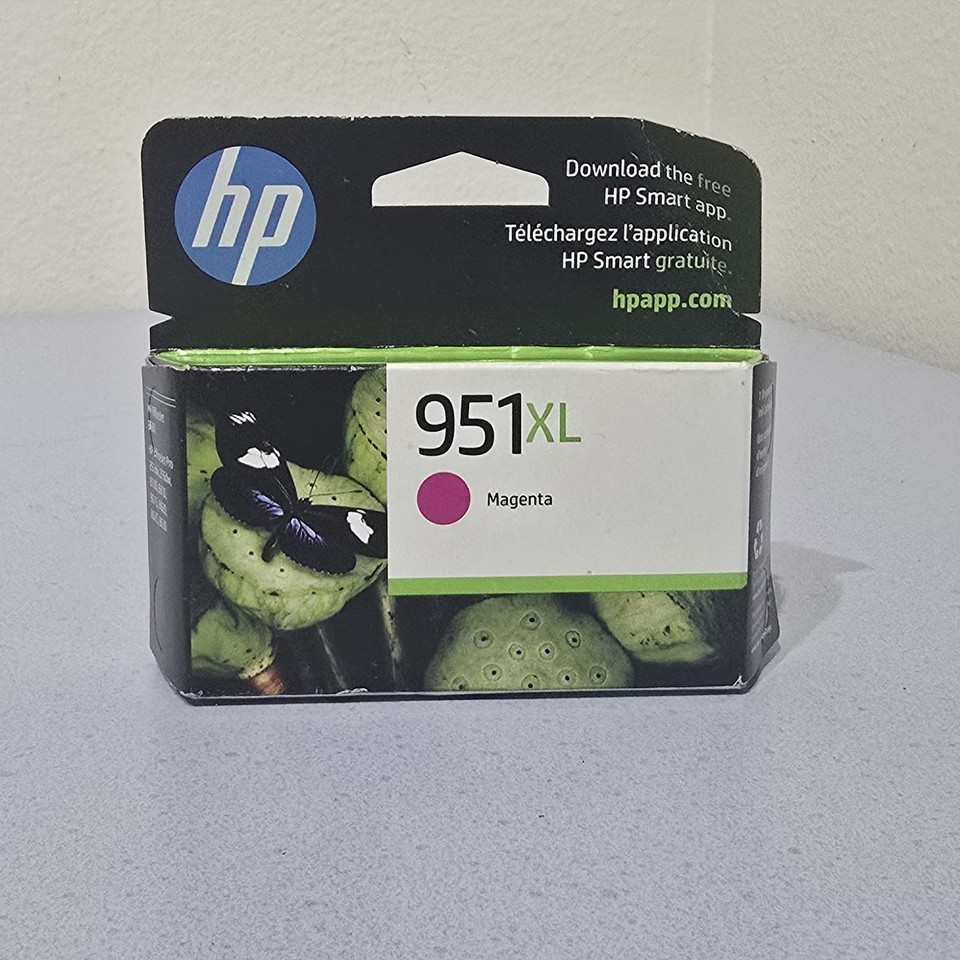 hp
Download the free
HP Smart app.
Téléchargez l'application
HP Smart gratuite.
hpapp.com
951XL
Magenta